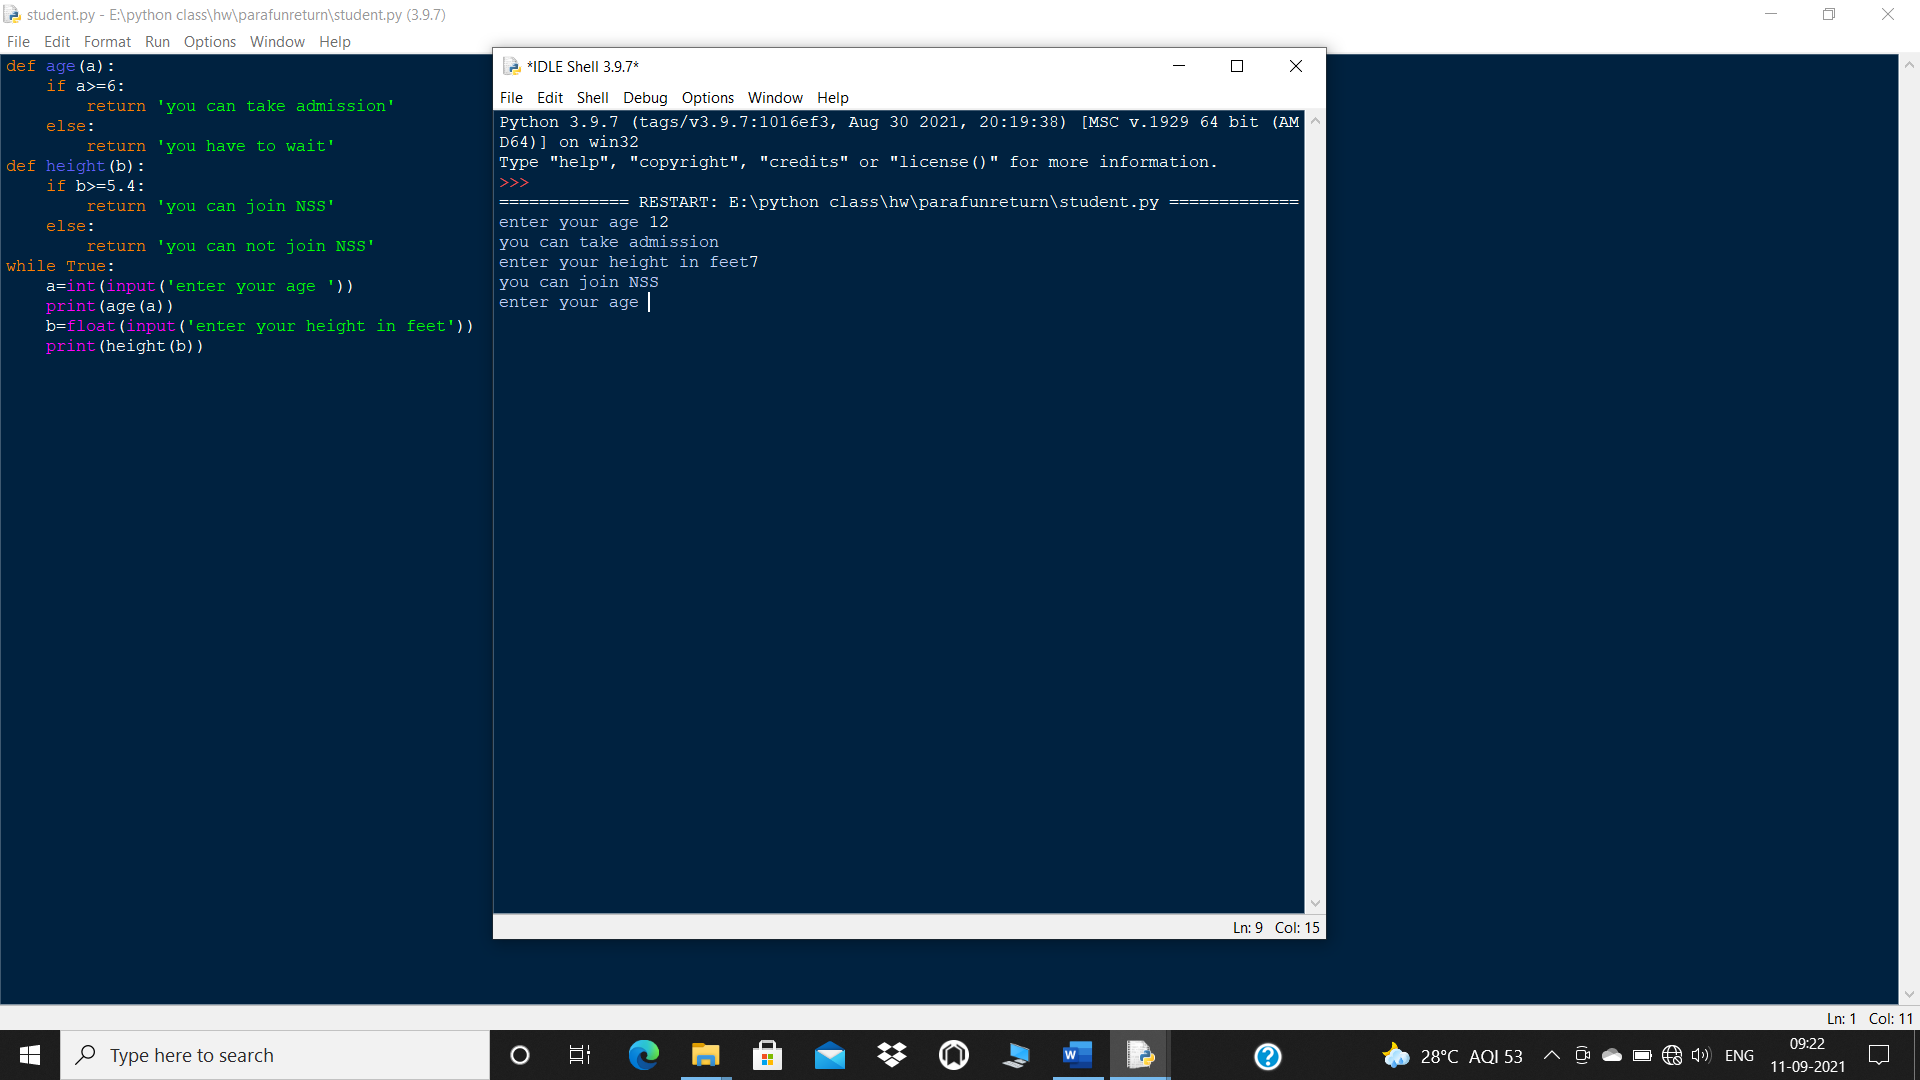 student.py - E:\python class\hw\parafunreturn\student.py (3.9.7)
File Edit Format Run Options Window Help
def age(a):
    if a>=6:
        return 'you can take admission'
    else:
        return 'you have to wait'
def height(b):
    if b>=5.4:
        return 'you can join NSS'
    else:
        return 'you can not join NSS'
while True:
    a=int(input('enter your age '))
    print(age(a))
    b=float(input('enter your height in feet'))
    print(height(b))
*IDLE Shell 3.9.7*
File Edit Shell Debug Options Window Help
Python 3.9.7 (tags/v3.9.7:1016ef3, Aug 30 2021, 20:19:38) [MSC v.1929 64 bit (AM
D64)] on win32
Type "help", "copyright", "credits" or "license()" for more information.
>>>
============= RESTART: E:\python class\hw\parafunreturn\student.py =============
enter your age 12
you can take admission
enter your height in feet7
you can join NSS
enter your age
Ln: 9 Col: 15
Ln: 1 Col: 11
Type here to search
W
?
28°C AQI 53
ENG
09:22
11-09-2021